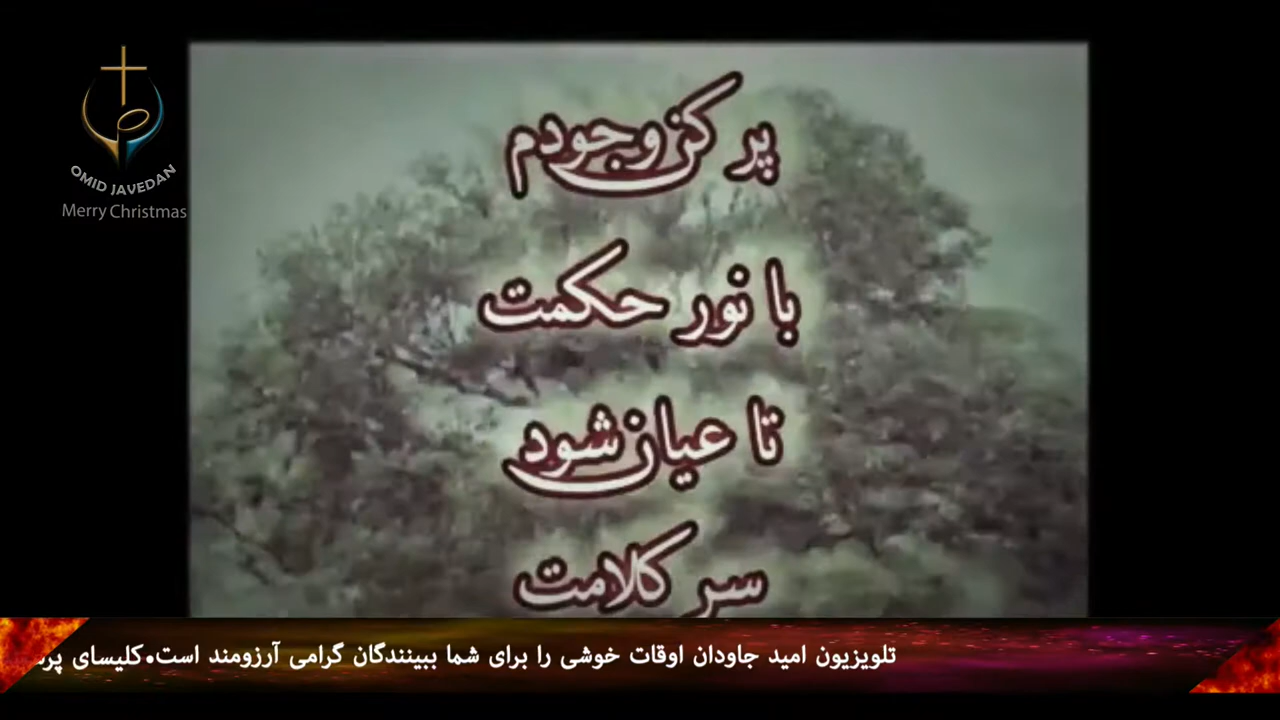 OMID JAVEDAN
Merry Christmas
پر کن وجودم
با نور حکمت
تا عیان شود
سر کلامت
تلویزیون امید جاودان اوقات خوشی را برای شما بینندگان گرامی آرزومند است.کلیسای